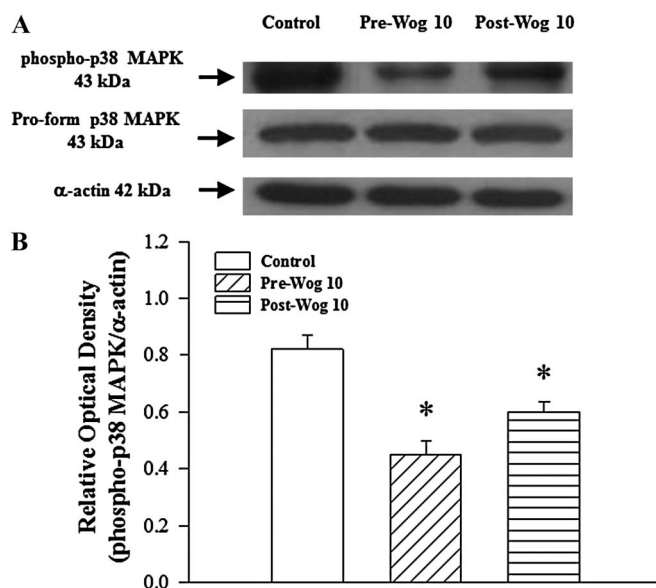 A
Control Pre-Wog 10 Post-Wog 10
phospho-p38 MAPK
43 kDa
Pro-form p38 MAPK
43 kDa
α-actin 42 kDa
B
Relative Optical Density
(phospho-p38 MAPK/α-actin)
1.2
1.0
0.8
0.6
0.4
0.2
0.0
Control
Pre-Wog 10
Post-Wog 10
*
*